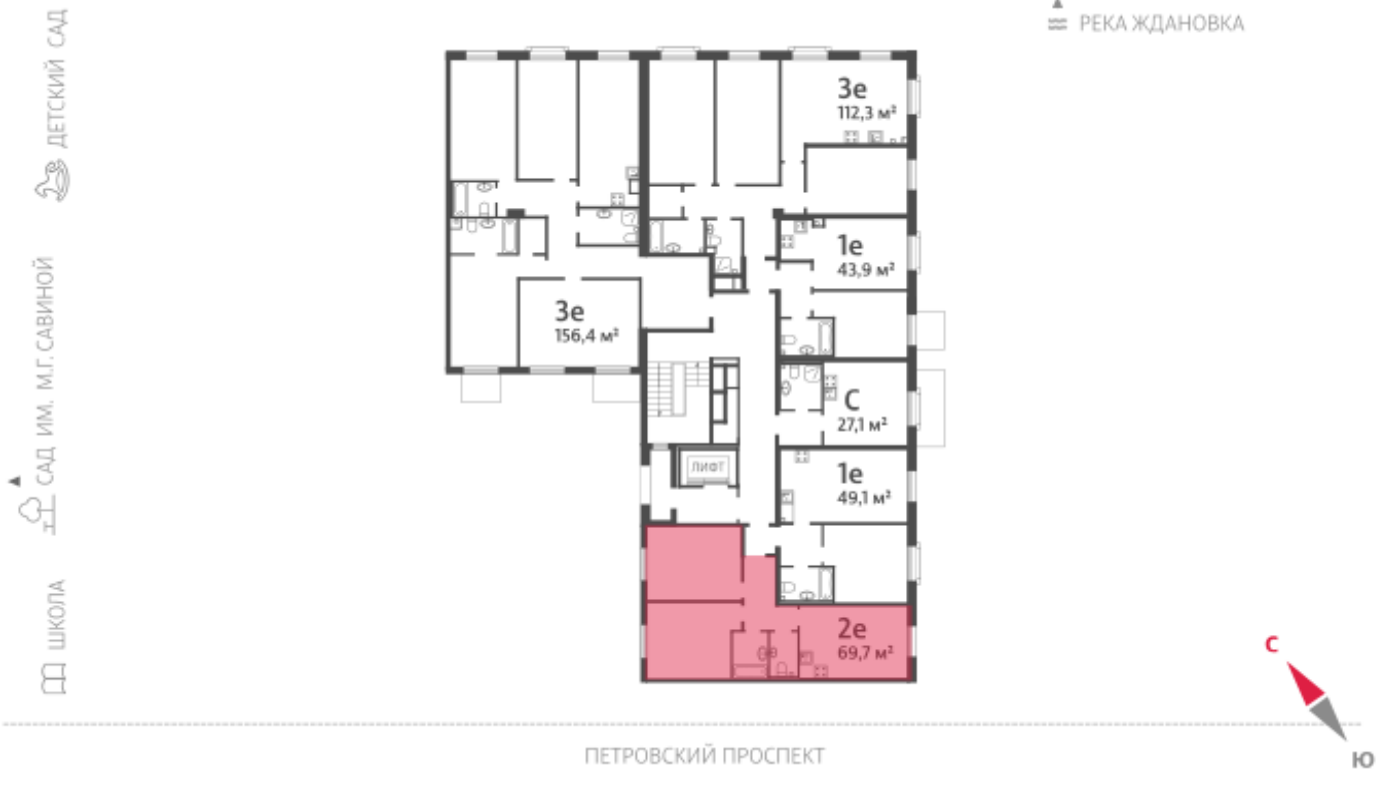 РЕКА ЖДАНОВКА
ДЕТСКИЙ САД
САД ИМ. М.Г. САВИНОЙ
ШКОЛА
3е
112,3 м²
1е
43,9 м²
3е
156,4 м²
С
27,1 м²
ЛИФТ
1е
49,1 м²
2е
69,7 м²
С
Ю
ПЕТРОВСКИЙ ПРОСПЕКТ